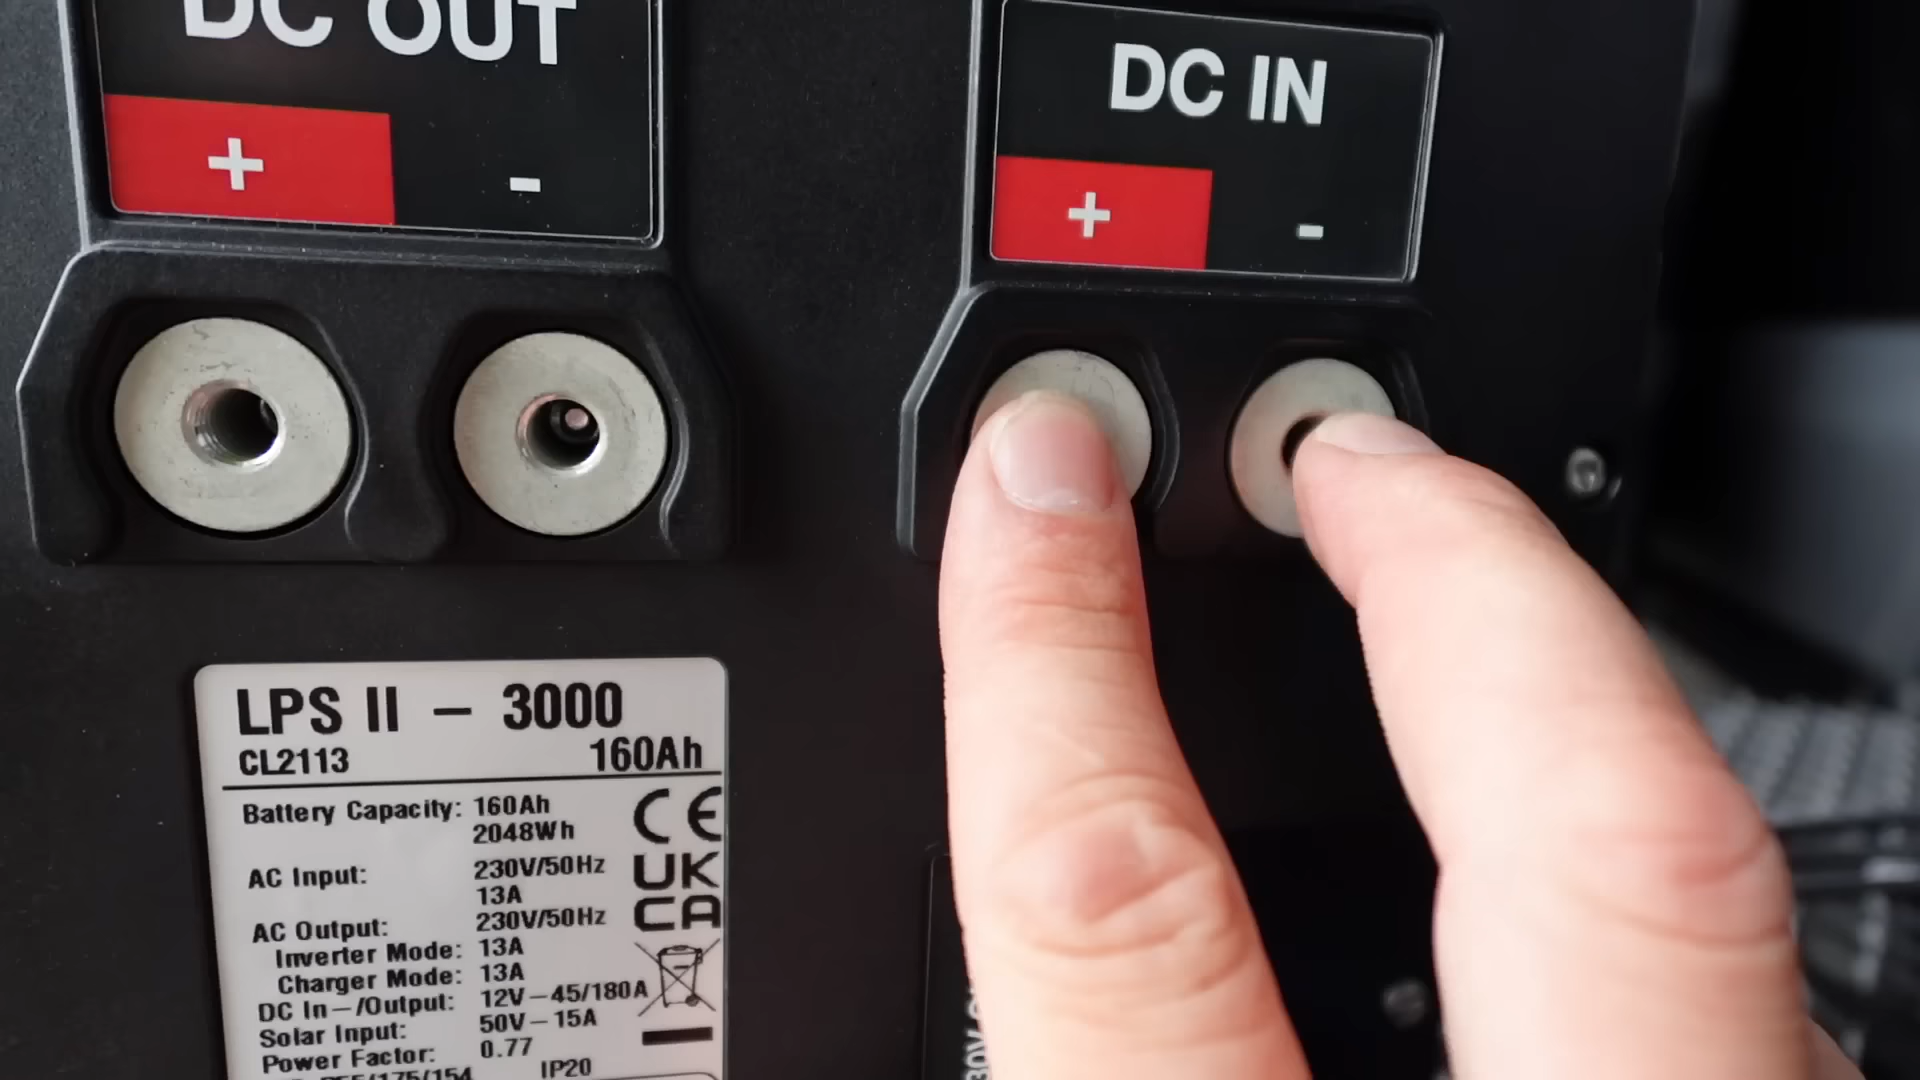 DC OUT
+ -
DC IN
+ -
LPS II - 3000
CL2113 160Ah
Battery Capacity: 160Ah
2048Wh
CE
AC Input: 230V/50Hz
13A
UK
CA
AC Output: 230V/50Hz
Inverter Mode: 13A
Charger Mode: 13A
DC In-/Output: 12V-45/180A
Solar Input: 50V-15A
Power Factor: 0.77
IP20